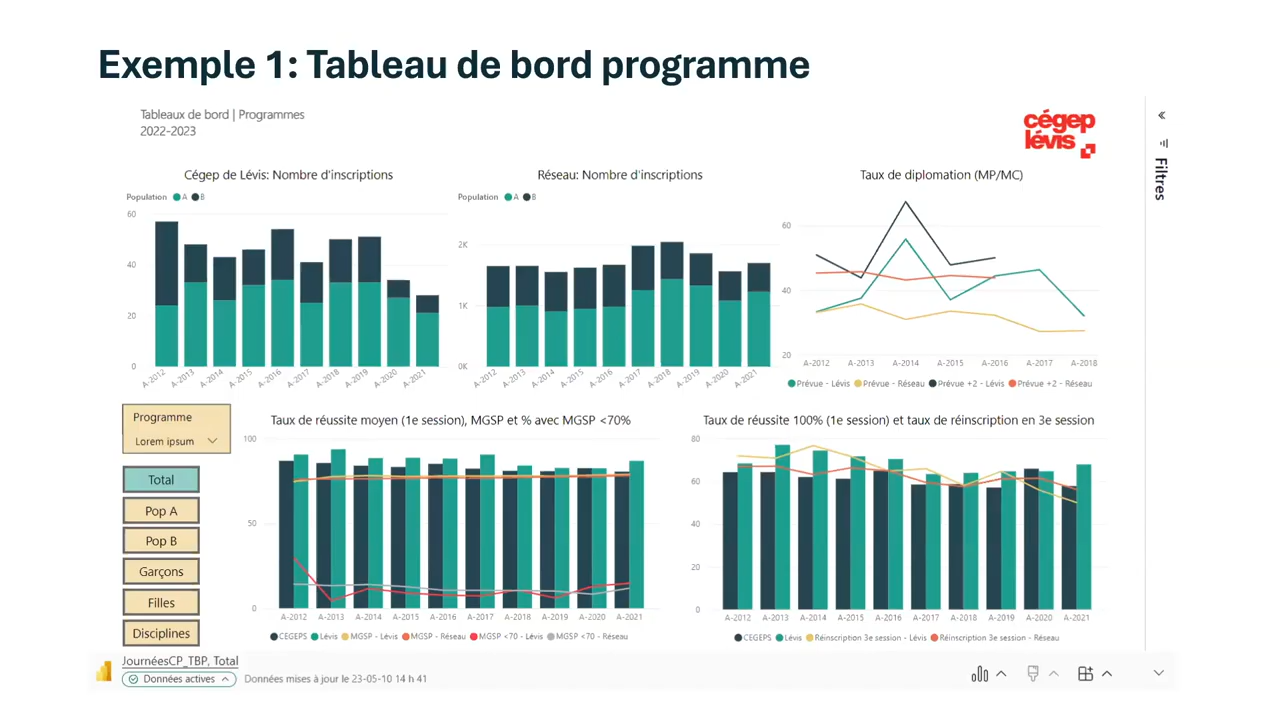 Exemple 1: Tableau de bord programme
Tableaux de bord | Programmes
2022-2023
cégep
lévis
«
Filtres
Cégep de Lévis: Nombre d'inscriptions
Population A B
60
40
20
0
A-2012 A-2013 A-2014 A-2015 A-2016 A-2017 A-2018 A-2019 A-2020 A-2021
Réseau: Nombre d'inscriptions
Population A B
2K
1K
0K
A-2012 A-2013 A-2014 A-2015 A-2016 A-2017 A-2018 A-2019 A-2020 A-2021
Taux de diplomation (MP/MC)
60
40
20
A-2012 A-2013 A-2014 A-2015 A-2016 A-2017 A-2018
Prévue - Lévis Prévue - Réseau Prévue +2 - Lévis Prévue +2 - Réseau
Programme
Lorem ipsum
Total
Pop A
Pop B
Garçons
Filles
Disciplines
Taux de réussite moyen (1e session), MGSP et % avec MGSP <70%
100
50
0
A-2012 A-2013 A-2014 A-2015 A-2016 A-2017 A-2018 A-2019 A-2020 A-2021
CEGEPS Lévis MGSP - Lévis MGSP - Réseau MGSP <70 - Lévis MGSP <70 - Réseau
Taux de réussite 100% (1e session) et taux de réinscription en 3e session
80
60
40
20
0
A-2012 A-2013 A-2014 A-2015 A-2016 A-2017 A-2018 A-2019 A-2020 A-2021
CEGEPS Lévis Réinscription 3e session - Lévis Réinscription 3e session - Réseau
JournéesCP_TBP, Total
Données actives
Données mises à jour le 23-05-10 14 h 41